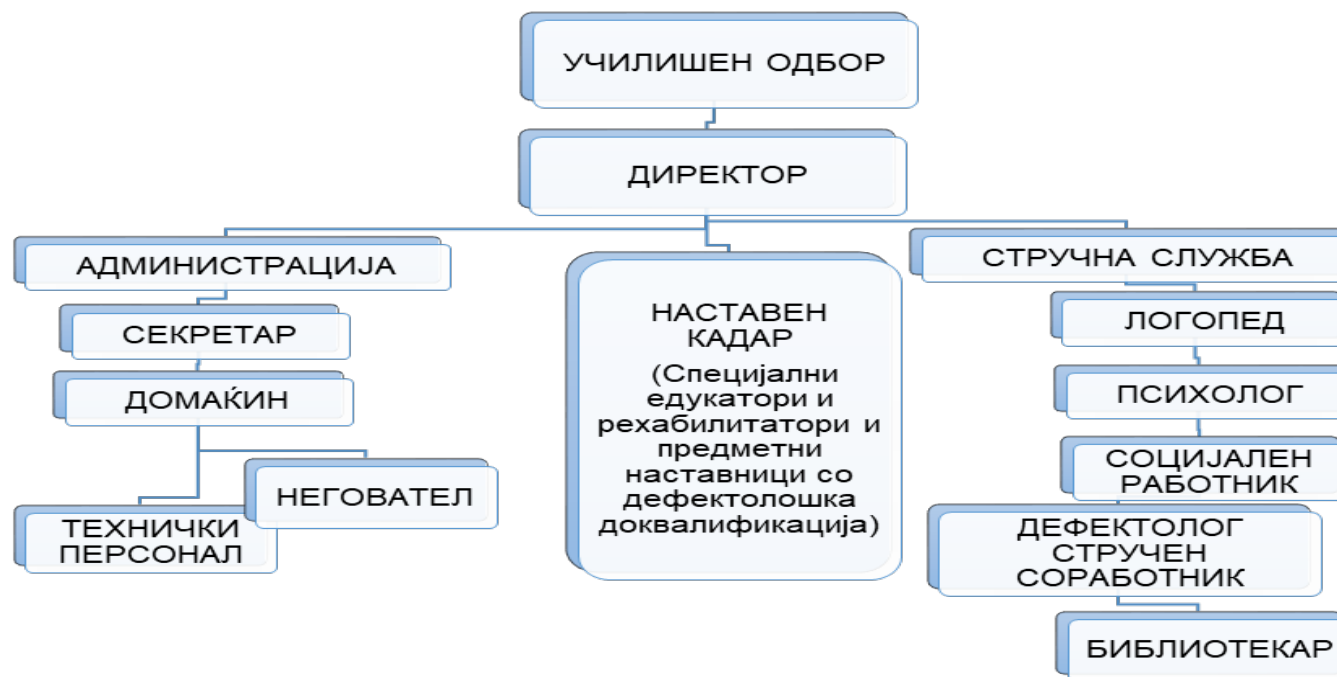 УЧИЛИШЕН ОДБОР
ДИРЕКТОР
АДМИНИСТРАЦИЈА
СЕКРЕТАР
ДОМАЌИН
НЕГОВАТЕЛ
ТЕХНИЧКИ
ПЕРСОНАЛ
НАСТАВЕН
КАДАР
(Специјални
едукатори и
рехабилитатори и
предметни
наставници со
дефектолошка
доквалификација)
СТРУЧНА СЛУЖБА
ЛОГОПЕД
ПСИХОЛОГ
СОЦИЈАЛЕН
РАБОТНИК
ДЕФЕКТОЛОГ
СТРУЧЕН
СОРАБОТНИК
БИБЛИОТЕКАР